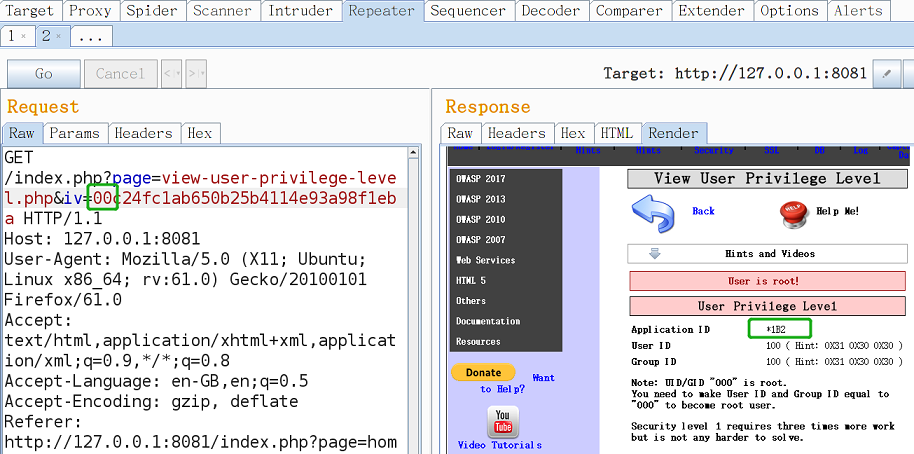 Target Proxy Spider Scanner Intruder Repeater Sequencer Decoder Comparer Extender Options Alerts
1 × 2 × ...
Go Cancel < >
Target: http://127.0.0.1:8081
Request
Raw Params Headers Hex
GET
/index.php?page=view-user-privilege-leve
l.php&iv=00c24fc1ab650b25b4114e93a98f1eb
a HTTP/1.1
Host: 127.0.0.1:8081
User-Agent: Mozilla/5.0 (X11; Ubuntu;
Linux x86_64; rv:61.0) Gecko/20100101
Firefox/61.0
Accept:
text/html,application/xhtml+xml,applicat
ion/xml;q=0.9,*/*;q=0.8
Accept-Language: en-GB,en;q=0.5
Accept-Encoding: gzip, deflate
Referer:
http://127.0.0.1:8081/index.php?page=hom
Response
Raw Headers Hex HTML Render
OWASP 2017
OWASP 2013
OWASP 2010
OWASP 2007
Web Services
HTML 5
Others
Documentation
Resources
Donate
Want
to Help?
You
Tube
Video Tutorials
View User Privilege Level
Back
Help Me!
Hints and Videos
User is root!
User Privilege Level
Application ID *1B2
User ID 100 ( Hint: 0X31 0X30 0X30 )
Group ID 100 ( Hint: 0X31 0X30 0X30 )
Note: UID/GID "000" is root.
You need to make User ID and Group ID equal to
"000" to become root user.
Security level 1 requires three times more work
but is not any harder to solve.